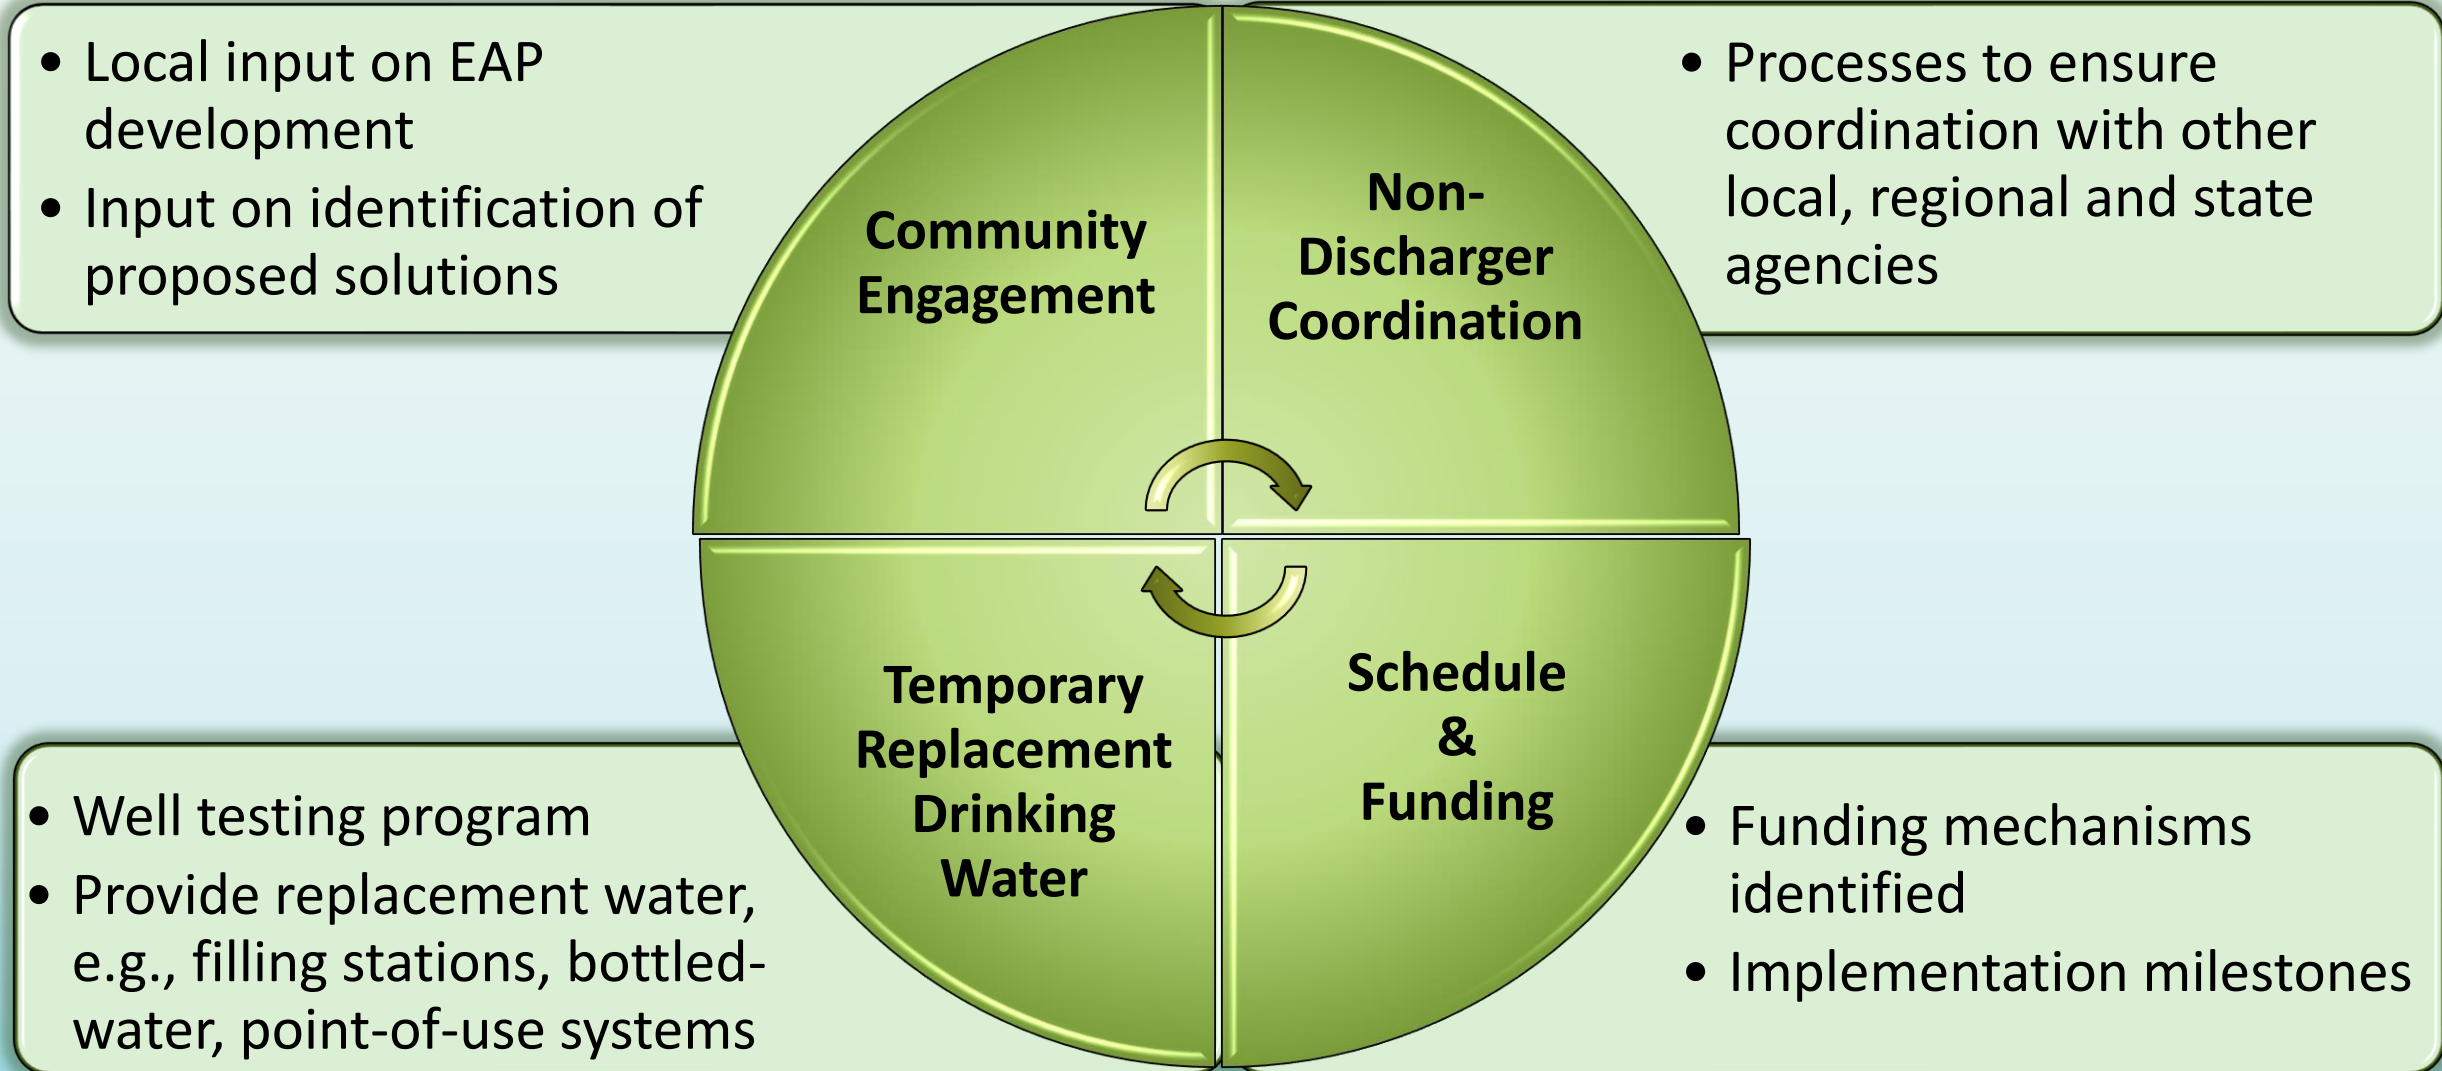 • Local input on EAP
development
• Input on identification of
proposed solutions
Community
Engagement
Non-
Discharger
Coordination
• Processes to ensure
coordination with other
local, regional and state
agencies
• Well testing program
• Provide replacement water,
e.g., filling stations, bottled-
water, point-of-use systems
Temporary
Replacement
Drinking
Water
Schedule
&
Funding
• Funding mechanisms
identified
• Implementation milestones